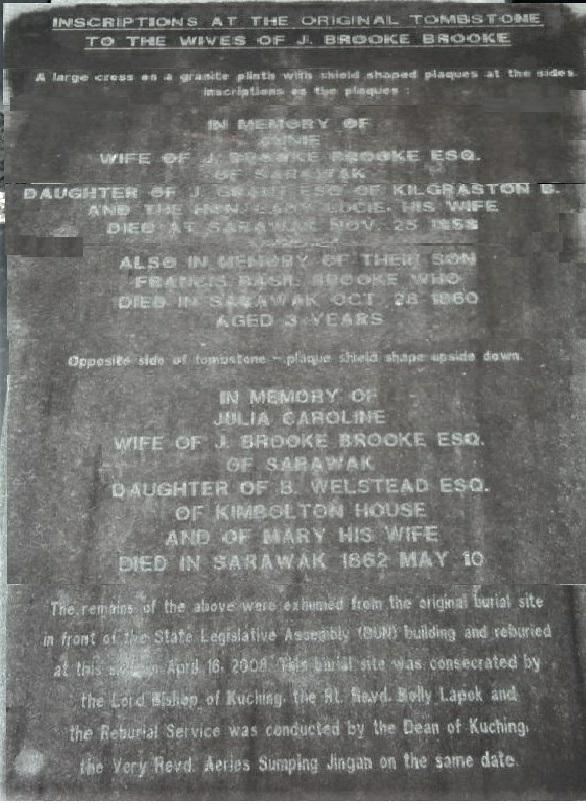 INSCRIPTIONS AT THE ORIGINAL TOMBSTONE
TO THE WIVES OF J. BROOKE BROOKE
A large cross on a granite plinth with shield shaped plaques at the sides.
Inscriptions on the plaques :
IN MEMORY OF
ANNIE
WIFE OF J. BROOKE BROOKE ESQ.
OF SARAWAK
DAUGHTER OF J. GRANT ESQ OF KILGRASTON B.
AND THE HON. LADY LUCIE, HIS WIFE
DIED AT SARAWAK NOV. 25 1858
ALSO IN MEMORY OF THEIR SON
FRANCIS BASIL BROOKE WHO
DIED IN SARAWAK OCT. 28 1860
AGED 3 YEARS
Opposite side of tombstone - plaque shield shape upside down.
IN MEMORY OF
JULIA CAROLINE
WIFE OF J. BROOKE BROOKE ESQ.
OF SARAWAK
DAUGHTER OF B. WELSTEAD ESQ.
OF KIMBOLTON HOUSE
AND OF MARY HIS WIFE
DIED IN SARAWAK 1862 MAY 10
The remains of the above were exhumed from the original burial site
in front of the State Legislative Assembly (DUN) building and reburied
at this on April 16, 2008. This burial site was consecrated by
the Lord Bishop of Kuching, the Rt. Revd. Bolly Lapok and
the Reburial Service was conducted by the Dean of Kuching,
the Very Revd. Aeries Sumping Jingan on the same date.